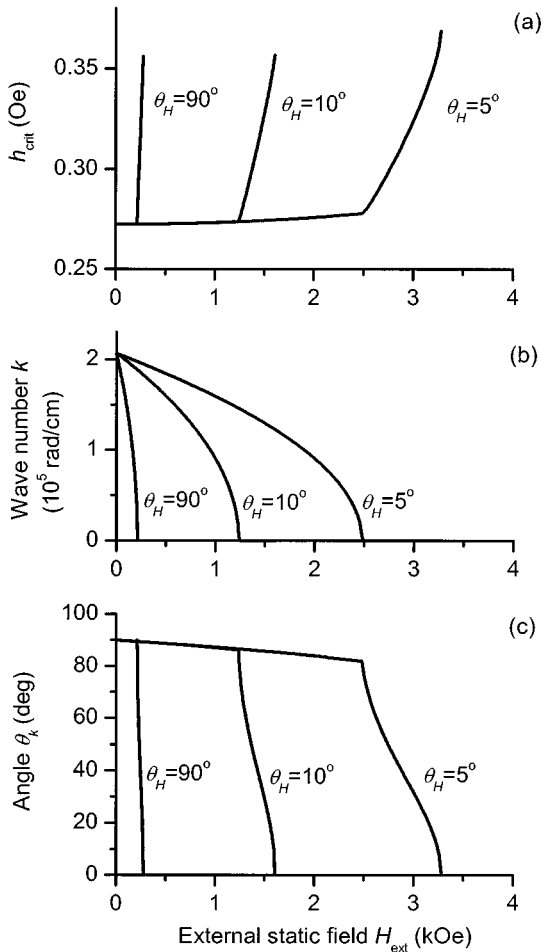 (a)
h_crit (Oe)
0.35
0.30
0.25
θ_H=90°
θ_H=10°
θ_H=5°
0 1 2 3 4
(b)
Wave number k
(10⁵ rad/cm)
2
1
0
θ_H=90°
θ_H=10°
θ_H=5°
0 1 2 3 4
(c)
Angle θ_k (deg)
100
80
60
40
20
0
θ_H=90°
θ_H=10°
θ_H=5°
0 1 2 3 4
External static field H_ext (kOe)